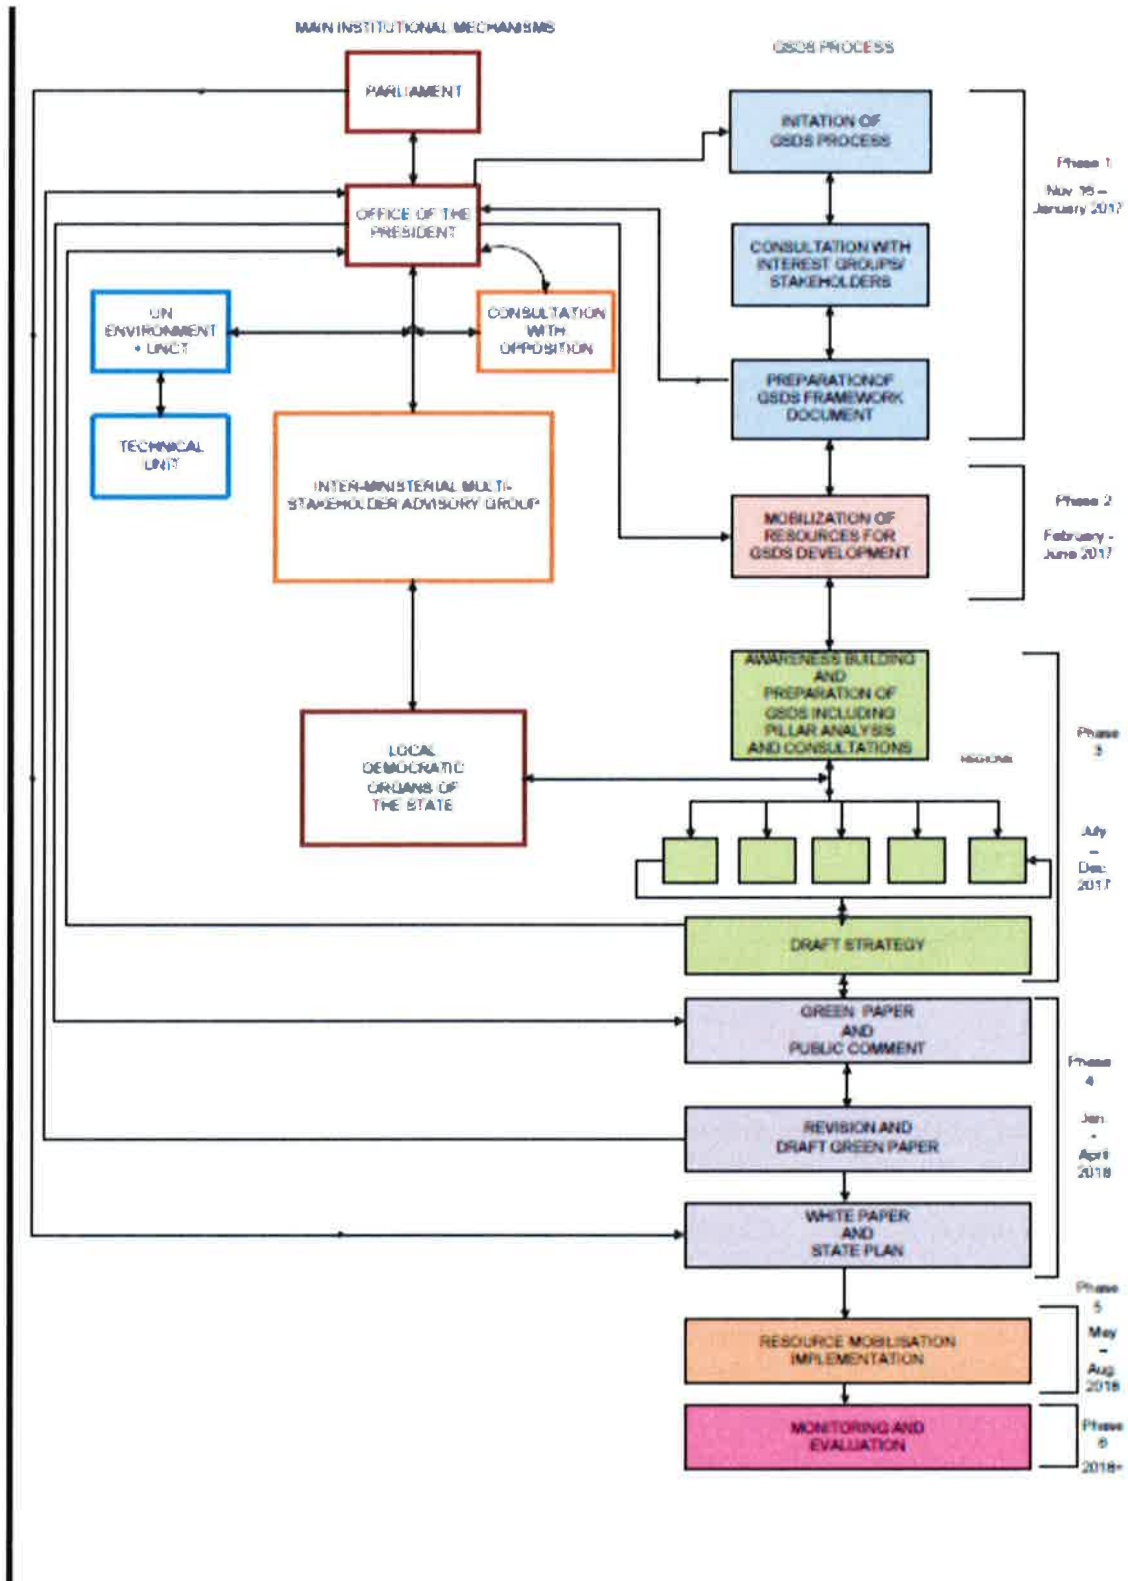 MAIN INSTITUTIONAL MECHANISMS
GSDS PROCESS
PARLIAMENT
OFFICE OF THE
PRESIDENT
UN
ENVIRONMENT
+ UNCT
CONSULTATION
WITH
OPPOSITION
TECHNICAL
UNIT
INTER-MINISTERIAL MULTI-
STAKEHOLDER ADVISORY GROUP
LOCAL
DEMOCRATIC
ORGANS OF
THE STATE
INITATION OF
GSDS PROCESS
CONSULTATION WITH
INTEREST GROUPS/
STAKEHOLDERS
PREPARATIONOF
GSDS FRAMEWORK
DOCUMENT
MOBILIZATION OF
RESOURCES FOR
GSDS DEVELOPMENT
AWARENESS BUILDING
AND
PREPARATION OF
GSDS INCLUDING
PILLAR ANALYSIS
AND CONSULTATIONS
REGIONS
DRAFT STRATEGY
GREEN PAPER
AND
PUBLIC COMMENT
REVISION AND
DRAFT GREEN PAPER
WHITE PAPER
AND
STATE PLAN
RESOURCE MOBILISATION
IMPLEMENTATION
MONITORING AND
EVALUATION
Phase 1
Nov 16 –
January 2017
Phase 2
February -
June 2017
Phase
3
July
–
Dec
2017
Phase
4
Jan
-
April
2018
Phase
5
May
–
Aug
2018
Phase
6
2018+